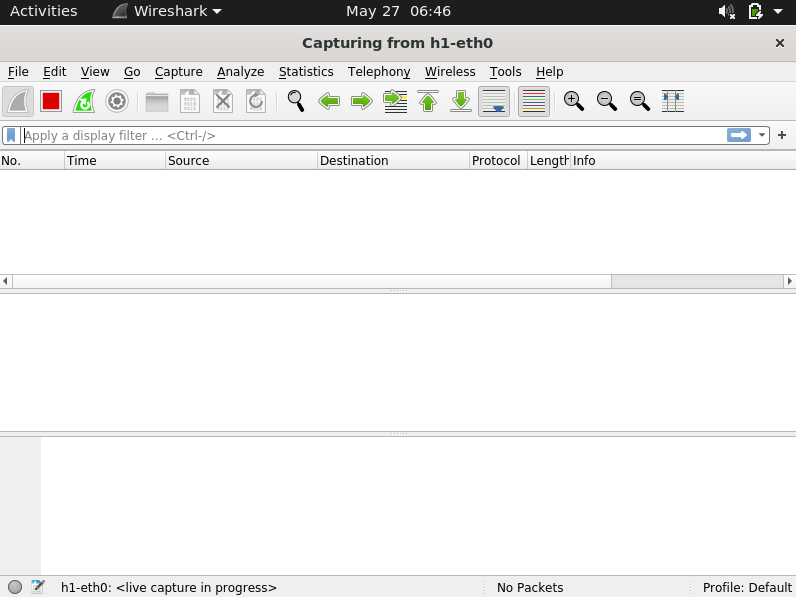 Activities Wireshark May 27 06:46
Capturing from h1-eth0
File Edit View Go Capture Analyze Statistics Telephony Wireless Tools Help
Apply a display filter ... <Ctrl-/>
No. Time Source Destination Protocol Length Info
h1-eth0: <live capture in progress> No Packets Profile: Default